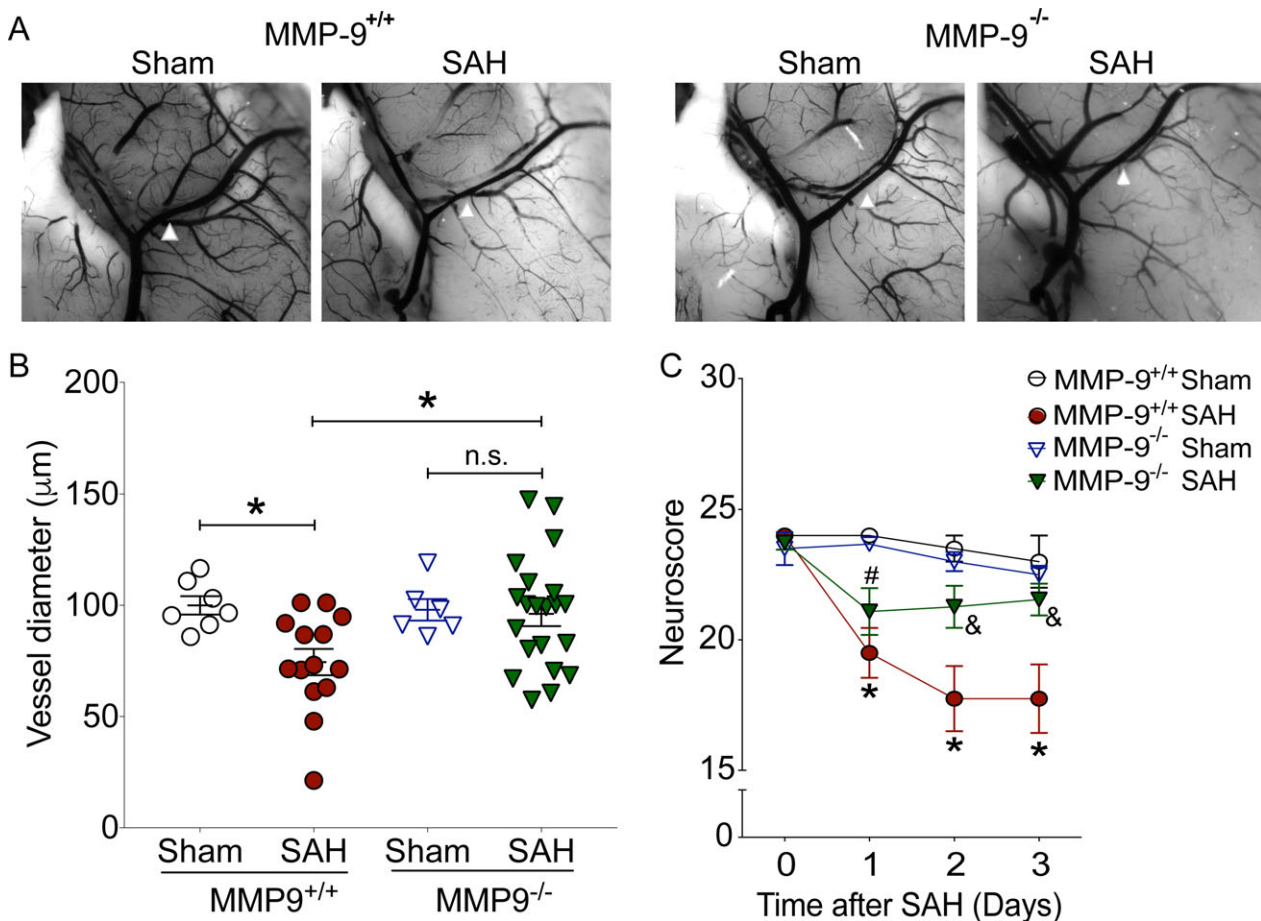 A
MMP-9+/+
MMP-9-/-
Sham
SAH
Sham
SAH
B
Vessel diameter (μm)
200
150
100
50
0
*
*
n.s.
Sham
SAH
Sham
SAH
MMP9+/+
MMP9-/-
C
Neuroscore
30
25
20
15
0
MMP-9+/+ Sham
MMP-9+/+ SAH
MMP-9-/- Sham
MMP-9-/- SAH
#
&
&
*
*
*
0
1
2
3
Time after SAH (Days)